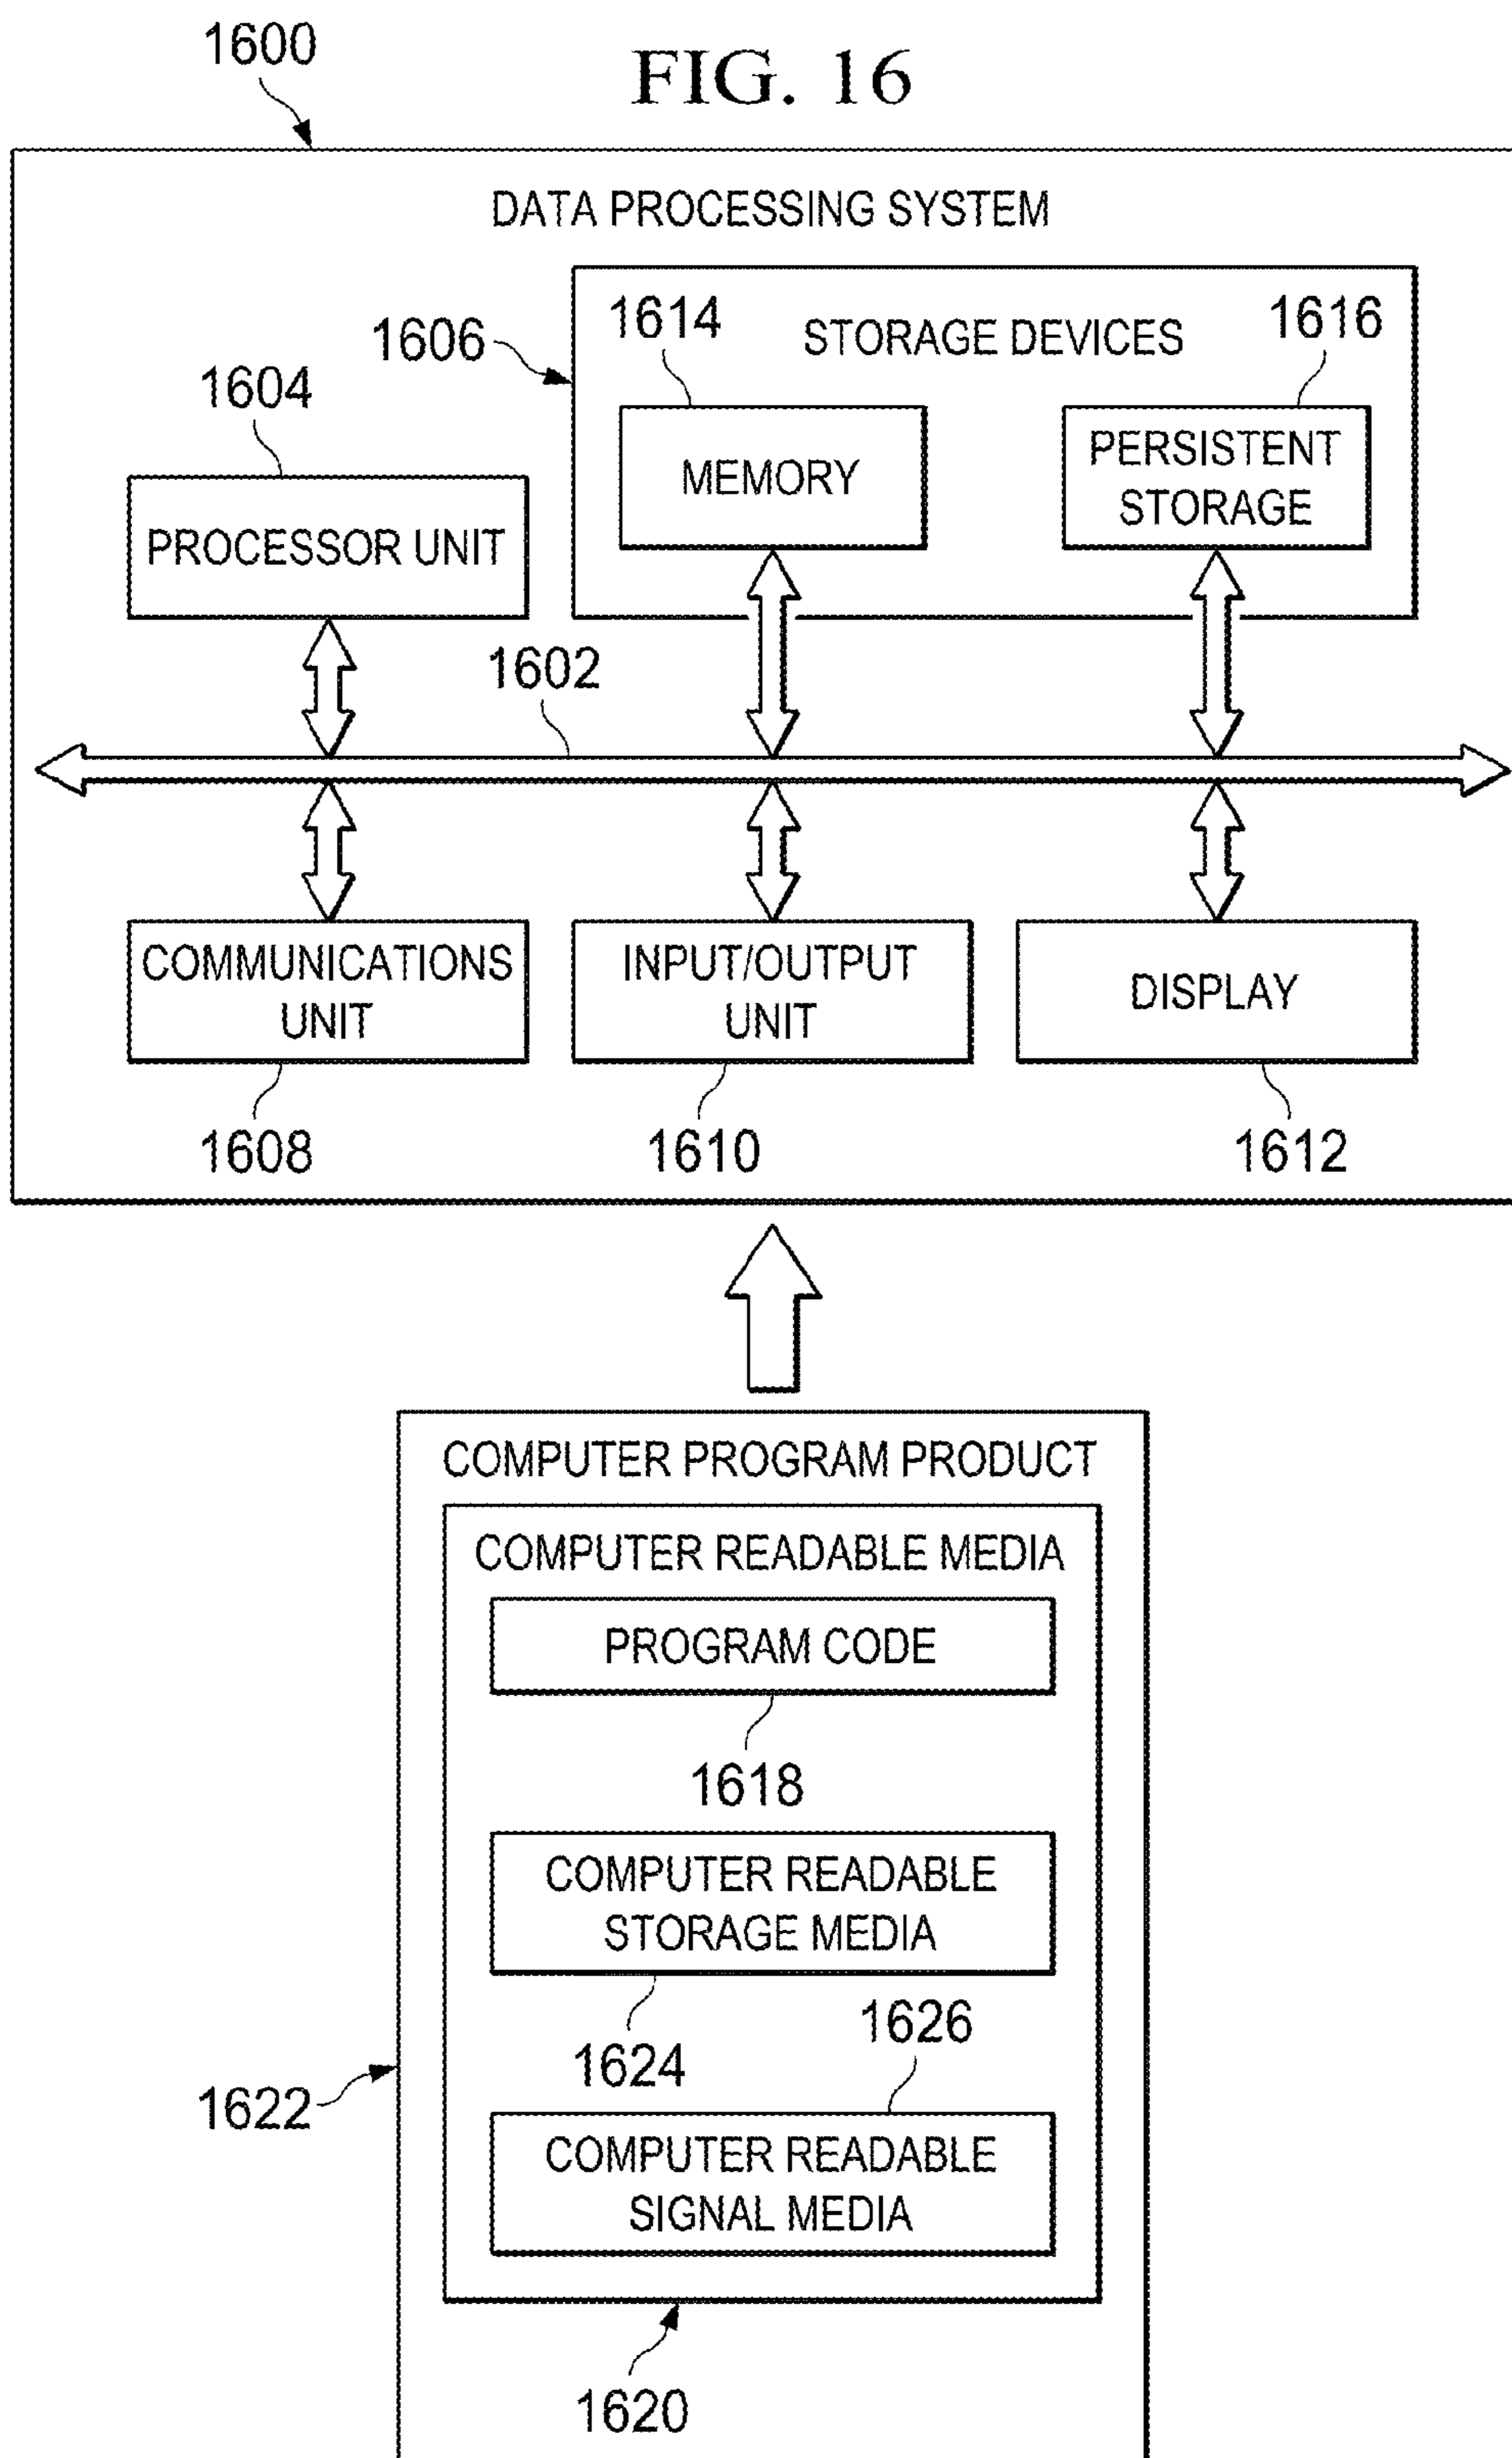 1600
FIG. 16
DATA PROCESSING SYSTEM
1606
1614
STORAGE DEVICES
1616
1604
MEMORY
PERSISTENT
STORAGE
PROCESSOR UNIT
1602
COMMUNICATIONS
UNIT
INPUT/OUTPUT
UNIT
DISPLAY
1608
1610
1612
COMPUTER PROGRAM PRODUCT
COMPUTER READABLE MEDIA
PROGRAM CODE
1618
COMPUTER READABLE
STORAGE MEDIA
1624
1626
1622
COMPUTER READABLE
SIGNAL MEDIA
1620